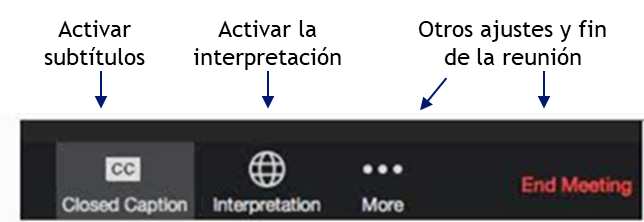 Activar
subtítulos
Activar la
interpretación
Otros ajustes y fin
de la reunión
CC
Closed Caption
Interpretation
More
End Meeting